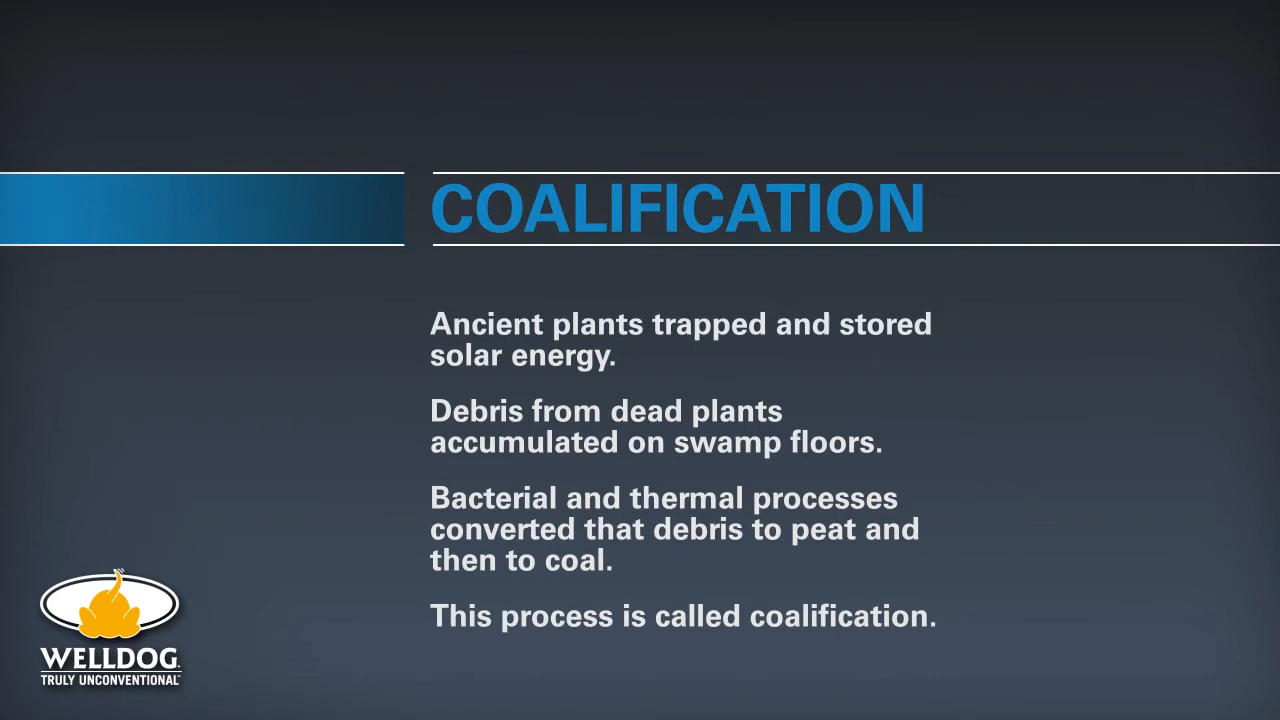 COALIFICATION
Ancient plants trapped and stored
solar energy.
Debris from dead plants
accumulated on swamp floors.
Bacterial and thermal processes
converted that debris to peat and
then to coal.
This process is called coalification.
WELLDOG.
TRULY UNCONVENTIONAL™